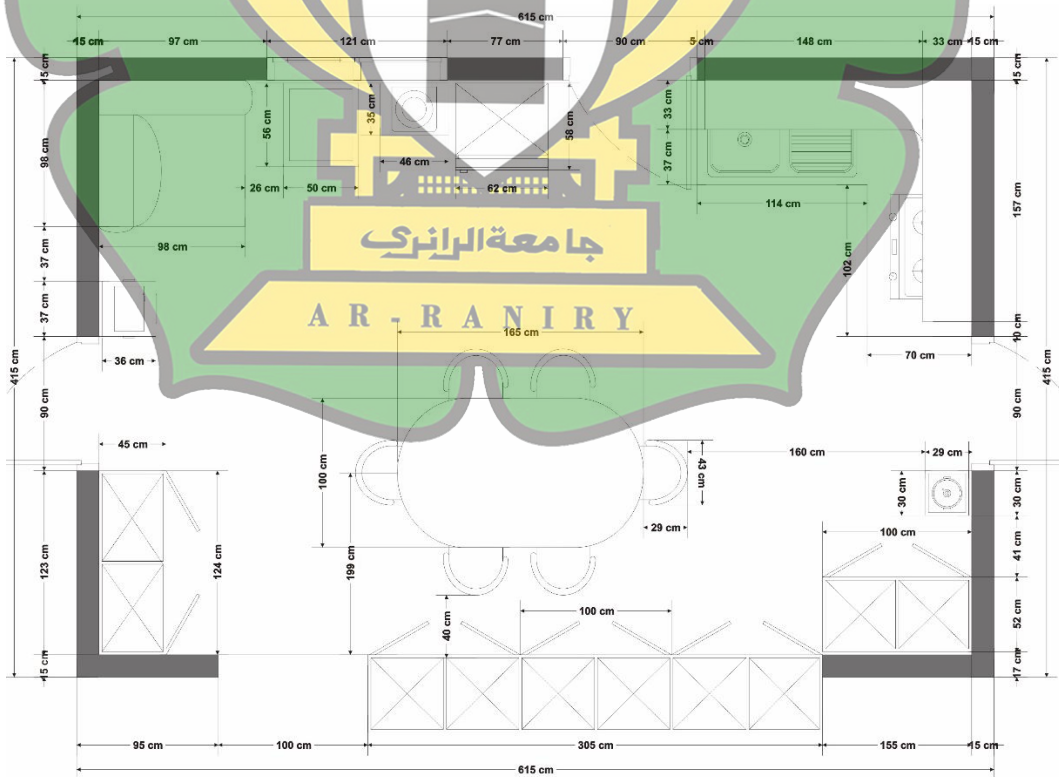 615 cm
15 cm 97 cm 121 cm 77 cm 90 cm 5 cm 148 cm 33 cm 15 cm
15 cm
15 cm
98 cm
56 cm
35 cm
58 cm
33 cm
37 cm
46 cm
26 cm 50 cm
62 cm
114 cm
157 cm
98 cm
جامعة الرانري
102 cm
37 cm
37 cm
AR-RANIRY
165 cm
10 cm
36 cm
70 cm
415 cm
415 cm
90 cm
90 cm
45 cm
160 cm 29 cm
43 cm
100 cm
30 cm
30 cm
29 cm
100 cm
41 cm
123 cm
124 cm
199 cm
100 cm
40 cm
52 cm
15 cm
17 cm
95 cm 100 cm 305 cm 155 cm 15 cm
615 cm